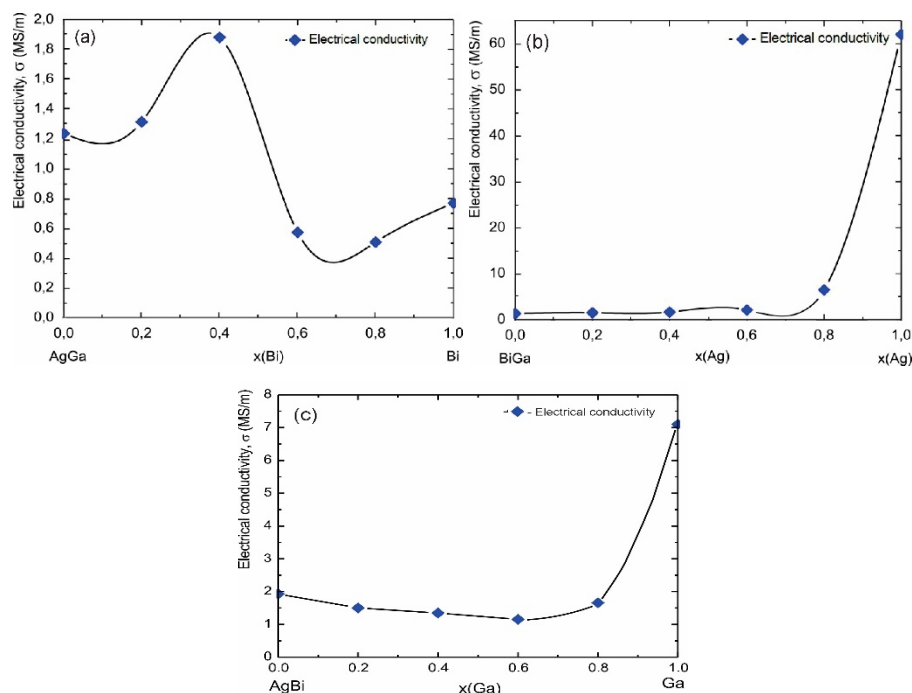 (a)
Electrical conductivity
Electrical conductivity, σ (MS/m)
2,0
1,8
1,6
1,4
1,2
1,0
0,8
0,6
0,4
0,2
0,0
0,0 0,2 0,4 0,6 0,8 1,0
AgGa x(Bi) Bi
(b)
Electrical conductivity
Electrical conductivity, σ (MS/m)
60
50
40
30
20
10
0
0,0 0,2 0,4 0,6 0,8 1,0
BiGa x(Ag) x(Ag)
(c)
Electrical conductivity
Electrical conductivity, σ (MS/m)
8
7
6
5
4
3
2
1
0
0.0 0.2 0.4 0.6 0.8 1.0
AgBi x(Ga) Ga